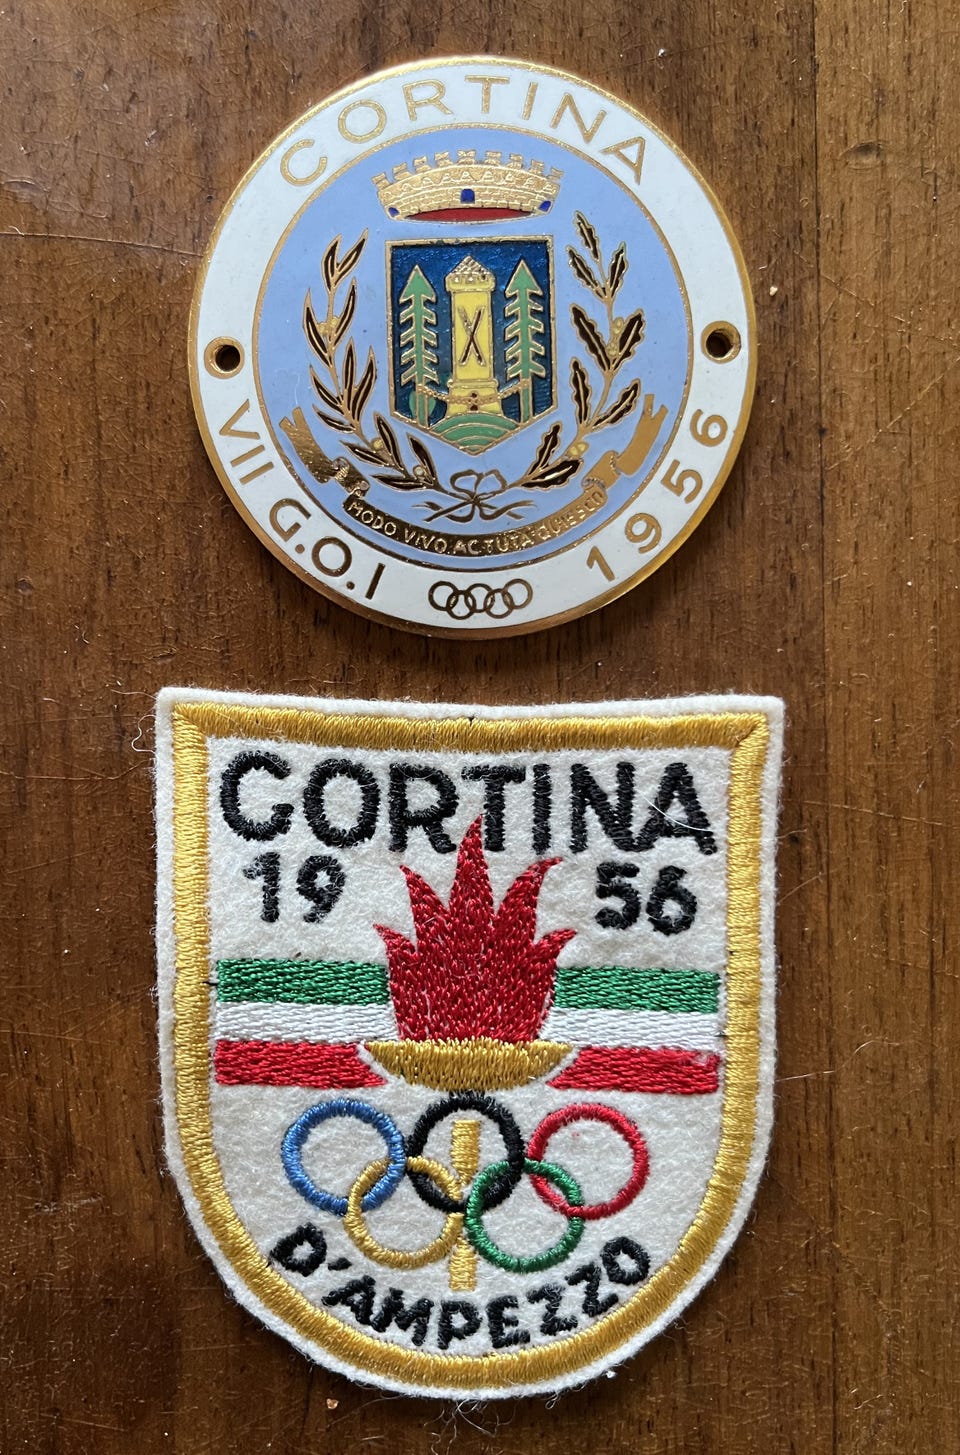 CORTINA
MODO VIVO AC TUTA QUIESCO
VII G.O.I 1956
CORTINA
19 56
D'AMPEZZO